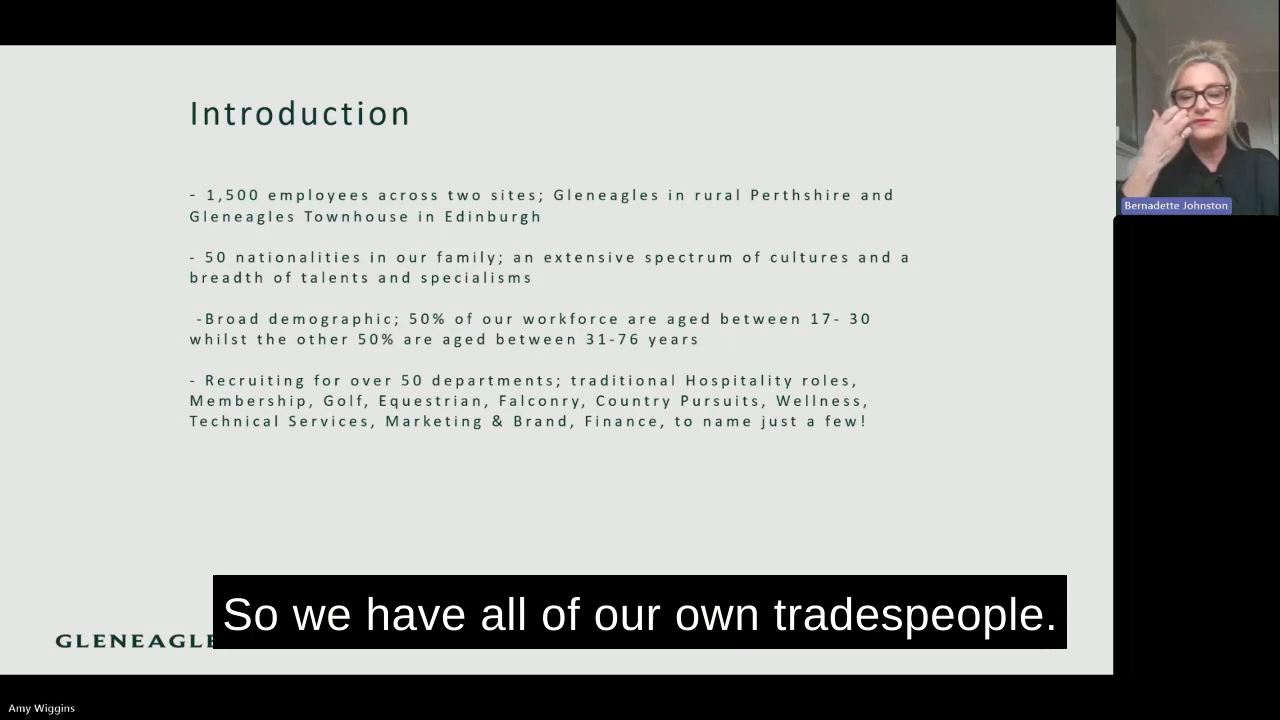 Introduction
- 1,500 employees across two sites; Gleneagles in rural Perthshire and
Gleneagles Townhouse in Edinburgh
- 50 nationalities in our family; an extensive spectrum of cultures and a
breadth of talents and specialisms
-Broad demographic; 50% of our workforce are aged between 17- 30
whilst the other 50% are aged between 31-76 years
- Recruiting for over 50 departments; traditional Hospitality roles,
Membership, Golf, Equestrian, Falconry, Country Pursuits, Wellness,
Technical Services, Marketing & Brand, Finance, to name just a few!
Bernadette Johnston
So we have all of our own tradespeople.
GLENEAGLE
Amy Wiggins